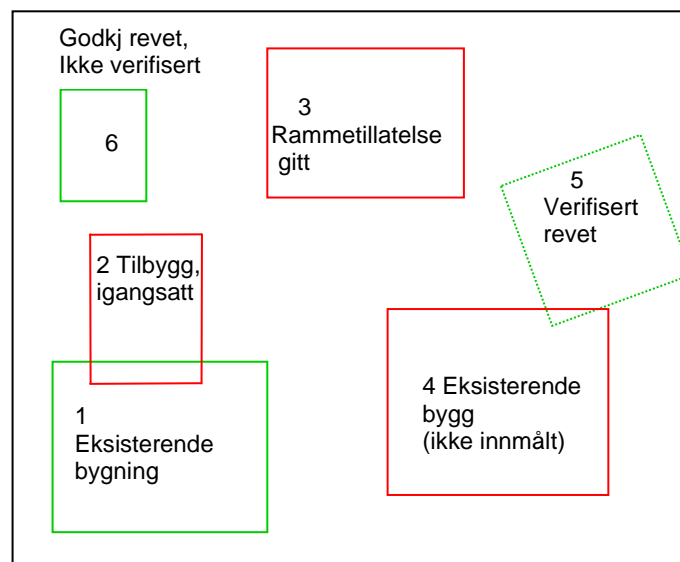 Godkj revet,
Ikke verifisert
6
3
Rammetillatelse
gitt
5
Verifisert
revet
2 Tilbygg,
igangsatt
1
Eksisterende
bygning
4 Eksisterende
bygg
(ikke innmålt)